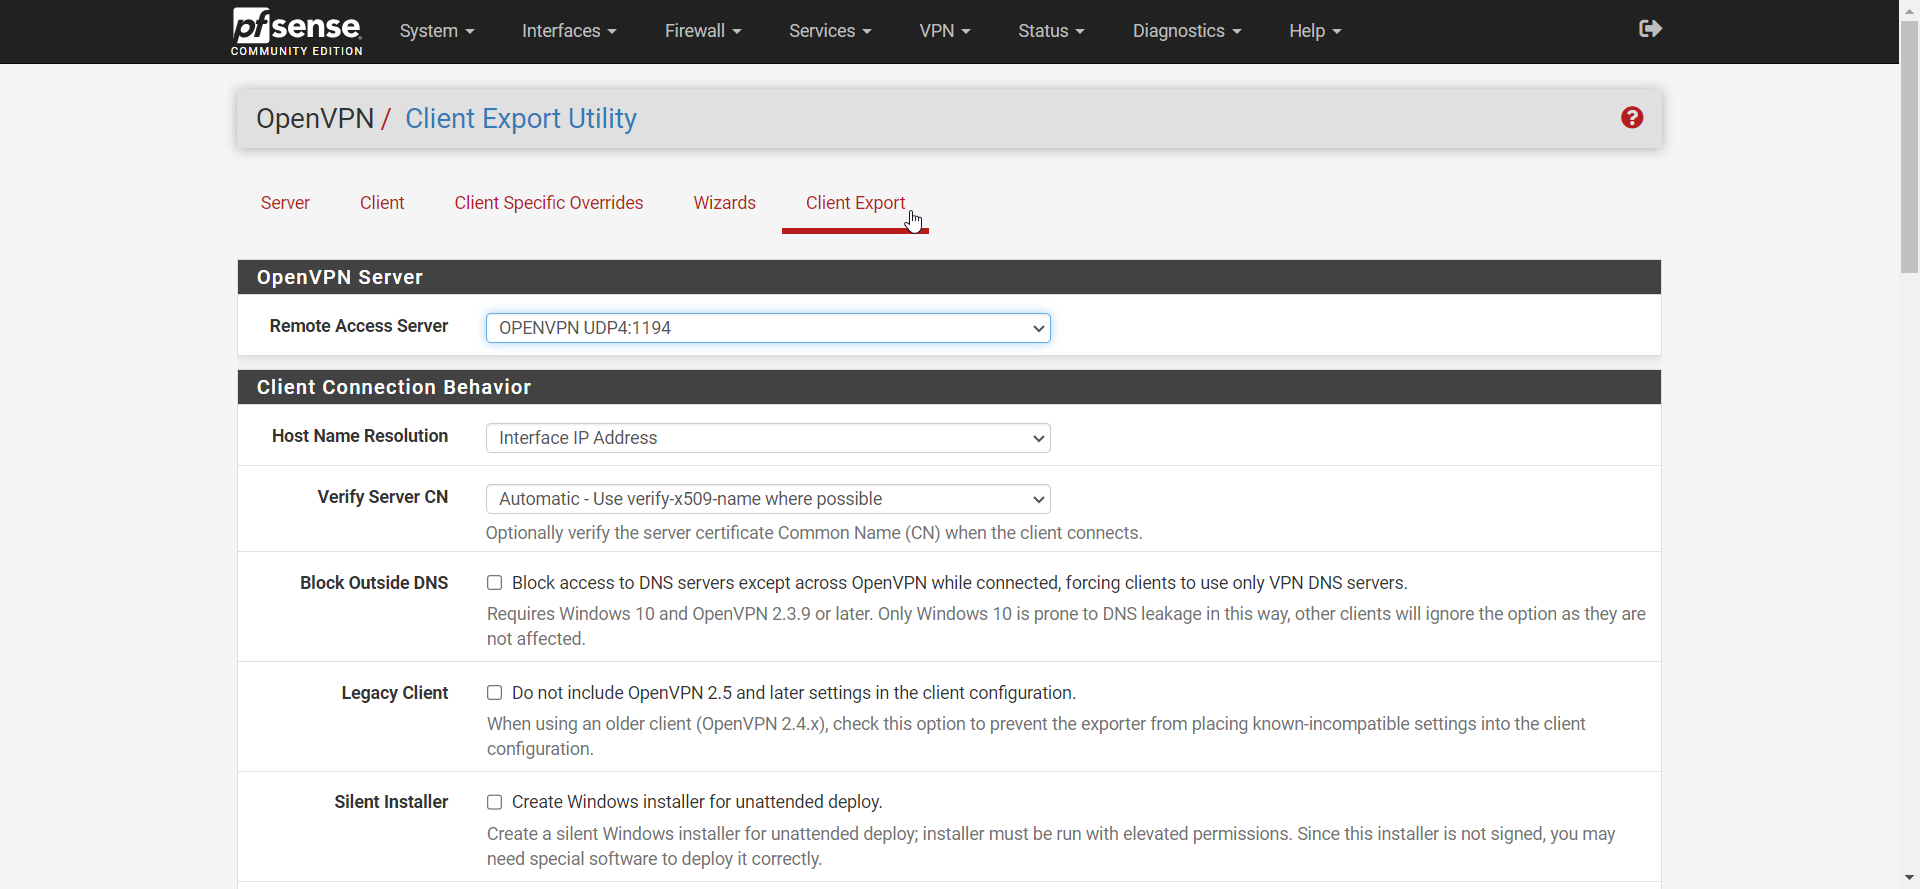 pfsense
COMMUNITY EDITION
System
Interfaces
Firewall
Services
VPN
Status
Diagnostics
Help
OpenVPN / Client Export Utility
?
Server
Client
Client Specific Overrides
Wizards
Client Export
OpenVPN Server
Remote Access Server
OPENVPN UDP4:1194
Client Connection Behavior
Host Name Resolution
Interface IP Address
Verify Server CN
Automatic - Use verify-x509-name where possible
Optionally verify the server certificate Common Name (CN) when the client connects.
Block Outside DNS
Block access to DNS servers except across OpenVPN while connected, forcing clients to use only VPN DNS servers.
Requires Windows 10 and OpenVPN 2.3.9 or later. Only Windows 10 is prone to DNS leakage in this way, other clients will ignore the option as they are
not affected.
Legacy Client
Do not include OpenVPN 2.5 and later settings in the client configuration.
When using an older client (OpenVPN 2.4.x), check this option to prevent the exporter from placing known-incompatible settings into the client
configuration.
Silent Installer
Create Windows installer for unattended deploy.
Create a silent Windows installer for unattended deploy; installer must be run with elevated permissions. Since this installer is not signed, you may
need special software to deploy it correctly.